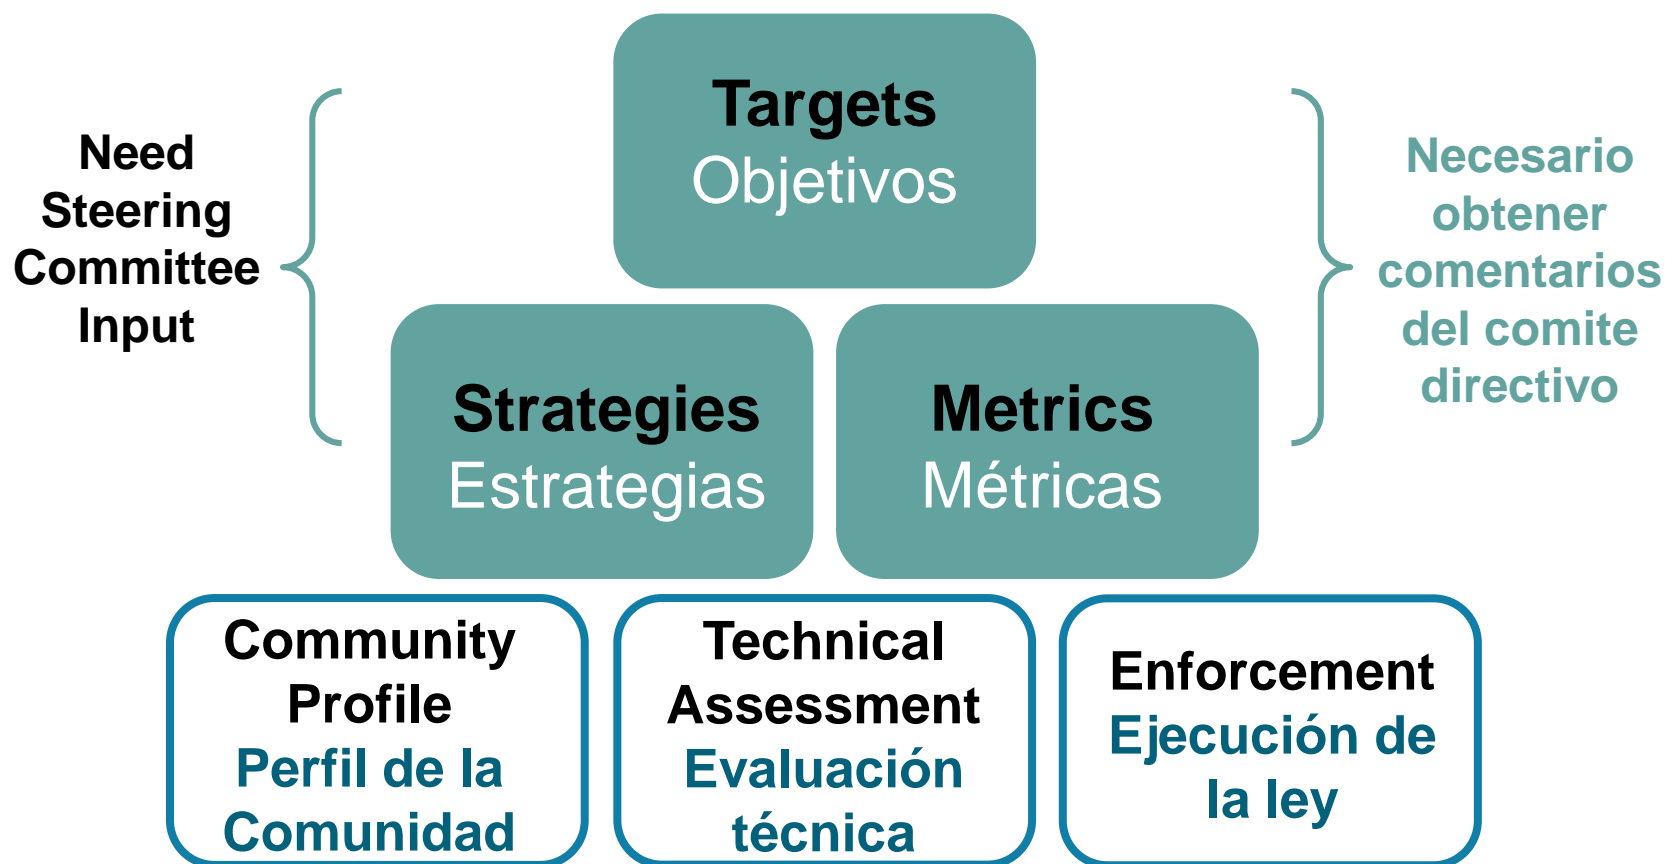 Targets
Objetivos
Need
Steering
Committee
Input
Necesario
obtener
comentarios
del comite
directivo
Strategies
Estrategias
Metrics
Métricas
Community
Profile
Perfil de la
Comunidad
Technical
Assessment
Evaluación
técnica
Enforcement
Ejecución de
la ley